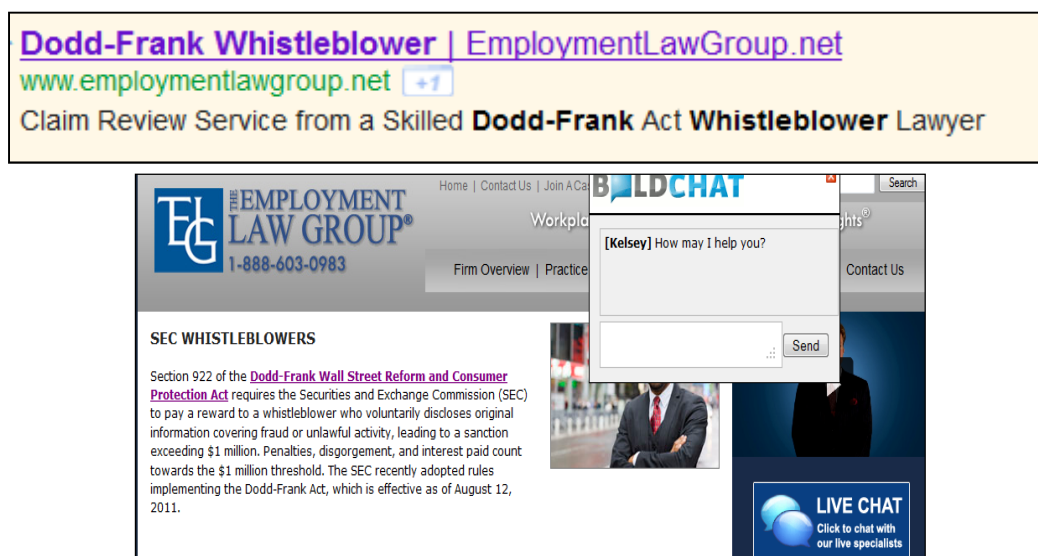 Dodd-Frank Whistleblower | EmploymentLawGroup.net
www.employmentlawgroup.net +1
Claim Review Service from a Skilled Dodd-Frank Act Whistleblower Lawyer
THE EMPLOYMENT
LAW GROUP®
ELG
1-888-603-0983
Home | Contact Us | Join A
Search
BOLDCHAT
[Kelsey] How may I help you?
Send
Firm Overview | Practice
Contact Us
SEC WHISTLEBLOWERS
Section 922 of the Dodd-Frank Wall Street Reform and Consumer
Protection Act requires the Securities and Exchange Commission (SEC)
to pay a reward to a whistleblower who voluntarily discloses original
information covering fraud or unlawful activity, leading to a sanction
exceeding $1 million. Penalties, disgorgement, and interest paid count
towards the $1 million threshold. The SEC recently adopted rules
implementing the Dodd-Frank Act, which is effective as of August 12,
2011.
LIVE CHAT
Click to chat with
our live specialists